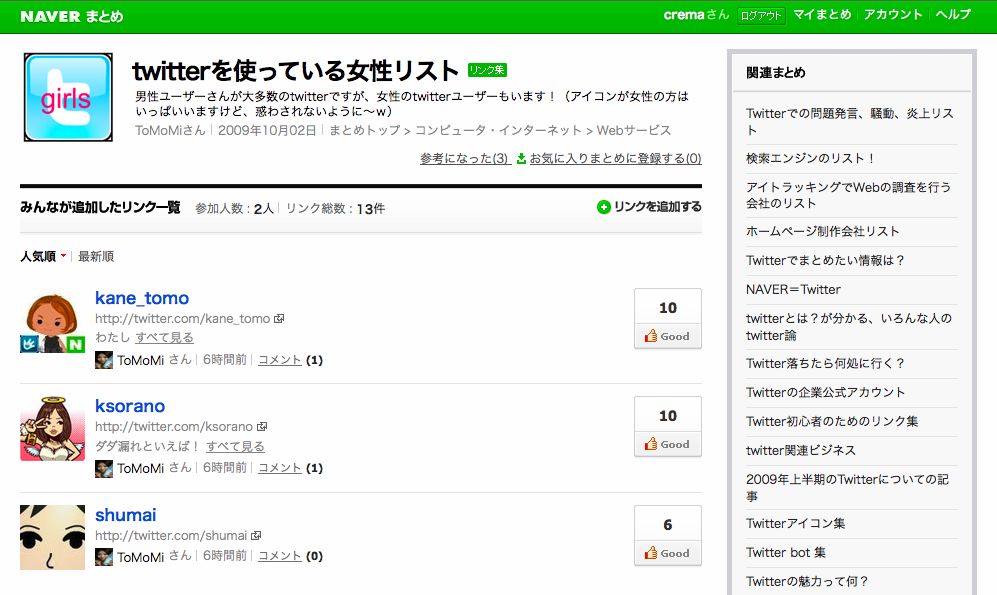 NAVER まとめ
cremaさん ログアウト マイまとめ アカウント ヘルプ
girls
twitterを使っている女性リスト リンク集
男性ユーザーさんが大多数のtwitterですが、女性のtwitterユーザーもいます！（アイコンが女性の方は
いっぱいいますけど、惑わされないように〜w）
ToMoMiさん 2009年10月02日 まとめトップ > コンピュータ・インターネット > Webサービス
参考になった(3) お気に入りまとめに登録する(0)
みんなが追加したリンク一覧 参加人数：2人 リンク総数：13件 リンクを追加する
人気順 最新順
kane_tomo
http://twitter.com/kane_tomo
わたし すべて見る
ToMoMi さん 6時間前 コメント (1)
10
Good
N
ksorano
http://twitter.com/ksorano
ダダ漏れといえば！ すべて見る
ToMoMi さん 6時間前 コメント (1)
10
Good
shumai
http://twitter.com/shumai
ToMoMi さん 6時間前 コメント (0)
6
Good
関連まとめ
Twitterでの問題発言、騒動、炎上リス
ト
検索エンジンのリスト！
アイトラッキングでWebの調査を行う
会社のリスト
ホームページ制作会社リスト
Twitterでまとめたい情報は？
NAVER＝Twitter
twitterとは？が分かる、いろんな人の
twitter論
Twitter落ちたら何処に行く？
Twitterの企業公式アカウント
Twitter初心者のためのリンク集
twitter関連ビジネス
2009年上半期のTwitterについての記
事
Twitterアイコン集
Twitter bot 集
Twitterの魅力って何？